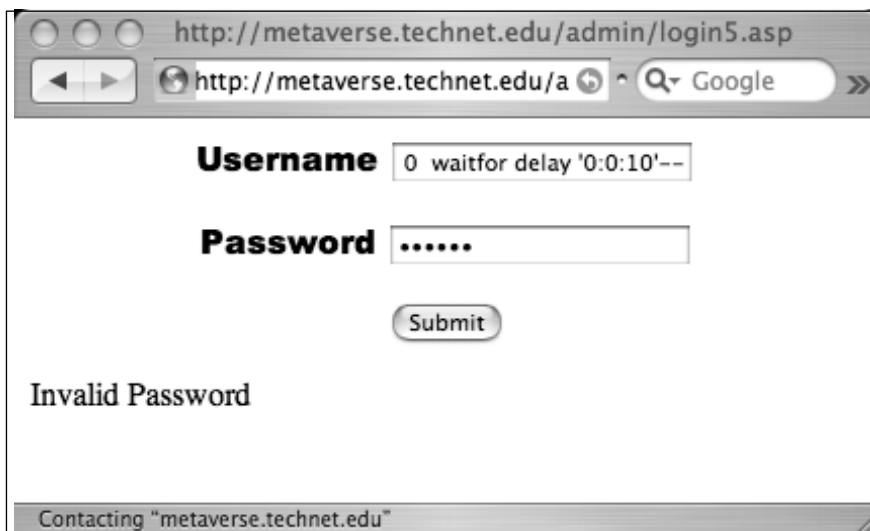 http://metaverse.technet.edu/admin/login5.asp
http://metaverse.technet.edu/a
Google
Username
0 waitfor delay '0:0:10'--
Password
••••••
Submit
Invalid Password
Contacting "metaverse.technet.edu"